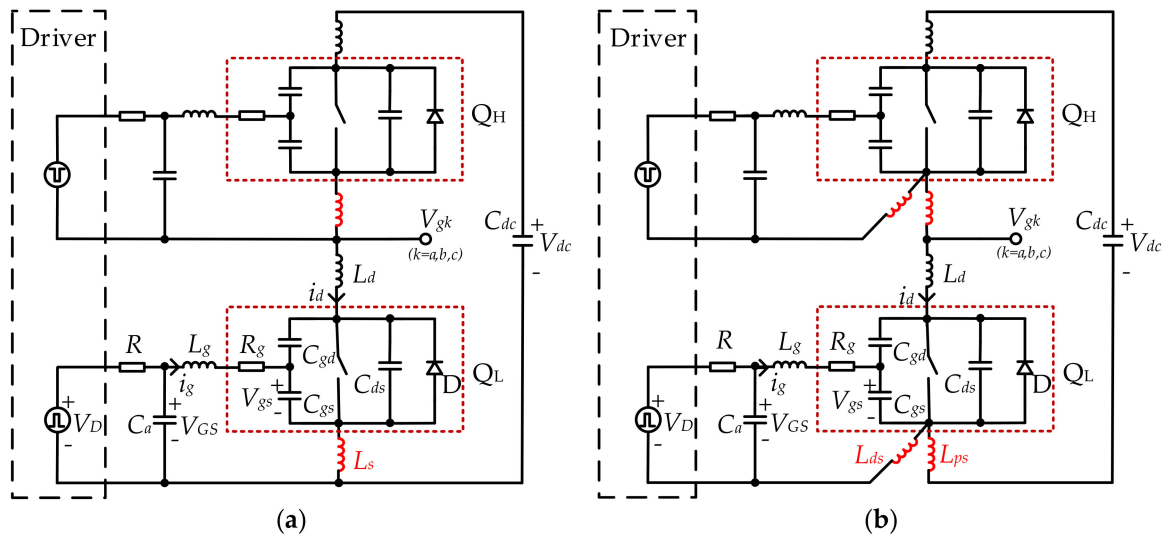 Driver
QH
Vgk
(k=a,b,c)
Cdc
+
Vdc
-
Ld
id
R
Lg
Rg
Cgd
ig
+
Vgs
-
Cgs
Cds
D
QL
+
VD
-
Ca
+
VGS
-
Ls
(a)
Driver
QH
Vgk
(k=a,b,c)
Cdc
+
Vdc
-
Ld
id
R
Lg
Rg
Cgd
ig
+
Vgs
-
Cgs
Cds
D
QL
+
VD
-
Ca
+
VGS
-
Lds
Lps
(b)